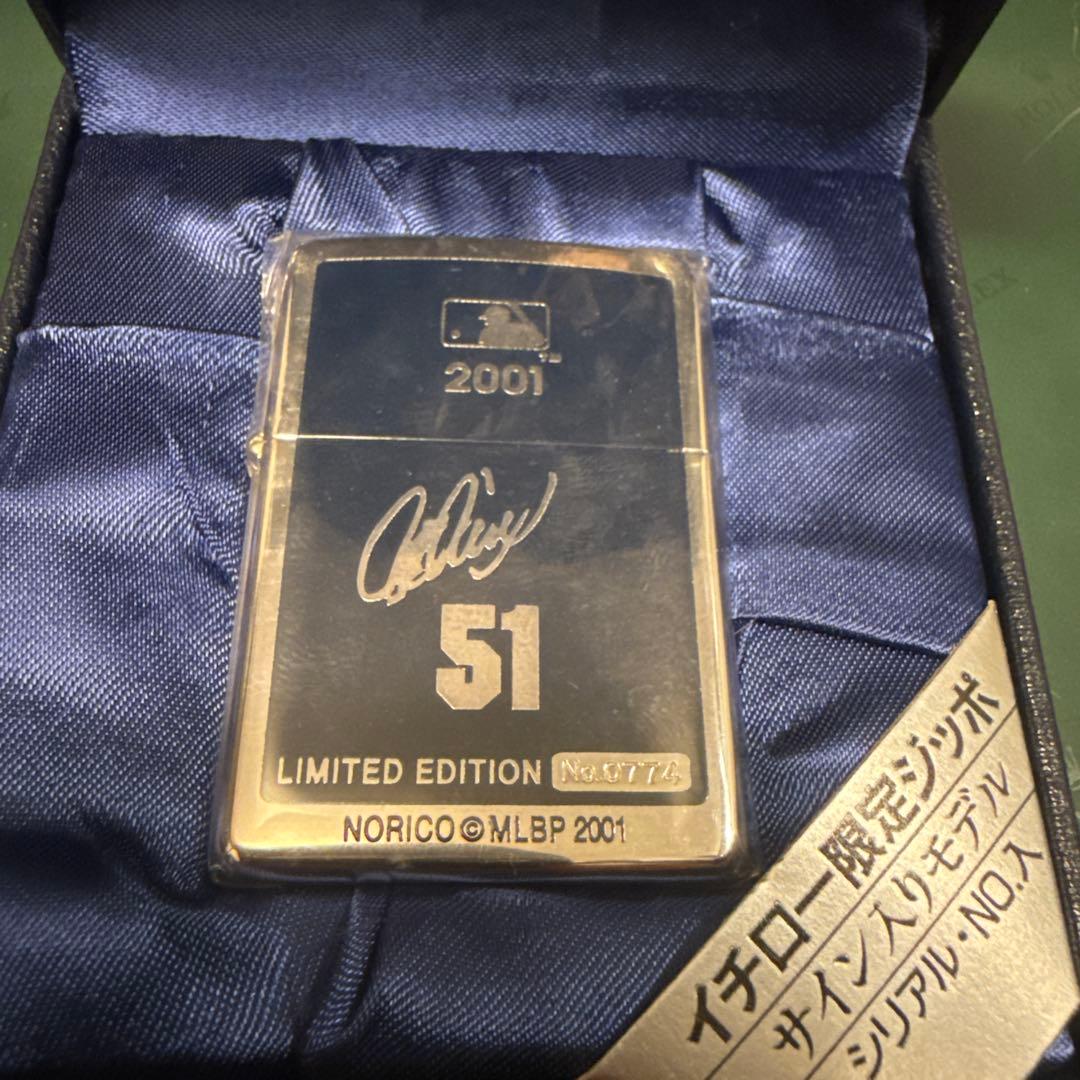 2001
51
LIMITED EDITION No.0774
NORICO©MLBP 2001
イチロー限定ジッポ
サイン入りモデル
シリアル・NO.入